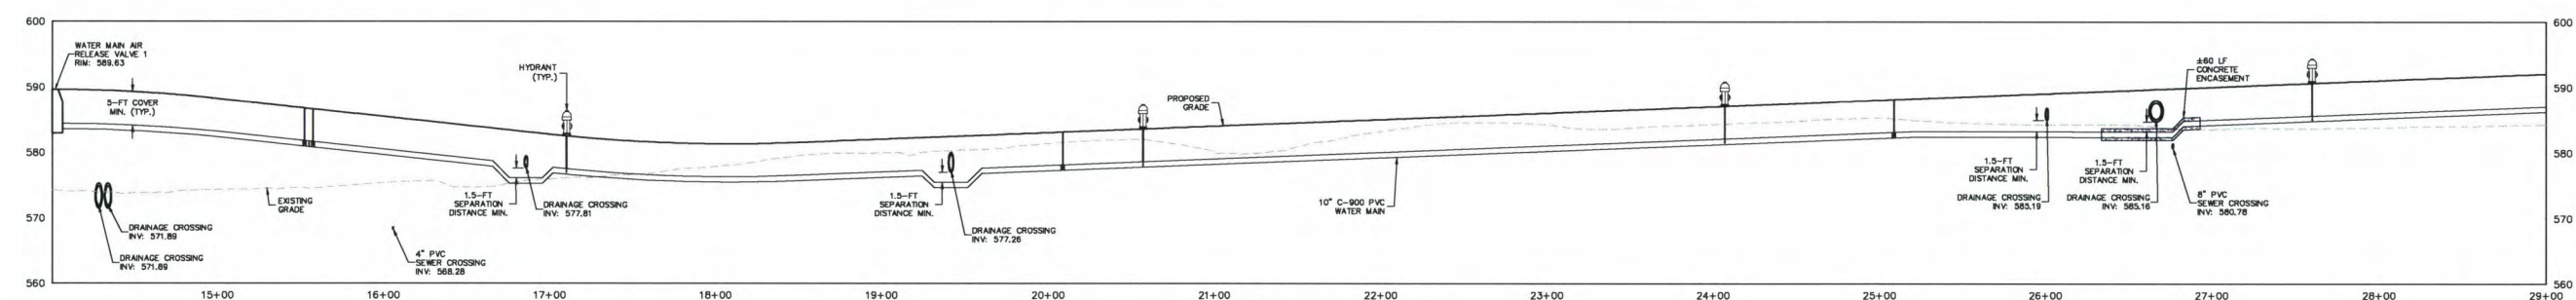 600
600
WATER MAIN AIR
RELEASE VALVE 1
RIM: 589.63
HYDRANT
(TYP.)
±60 LF
CONCRETE
ENCASEMENT
590
590
5-FT COVER
MIN. (TYP.)
PROPOSED
GRADE
580
580
1.5-FT
SEPARATION
DISTANCE MIN.
DRAINAGE CROSSING
INV: 577.81
1.5-FT
SEPARATION
DISTANCE MIN.
10" C-900 PVC
WATER MAIN
1.5-FT
SEPARATION
DISTANCE MIN.
DRAINAGE CROSSING
INV: 585.19
1.5-FT
SEPARATION
DISTANCE MIN.
DRAINAGE CROSSING
INV: 585.16
8" PVC
SEWER CROSSING
INV: 580.78
570
570
EXISTING
GRADE
DRAINAGE CROSSING
INV: 571.89
DRAINAGE CROSSING
INV: 571.89
4" PVC
SEWER CROSSING
INV: 568.28
DRAINAGE CROSSING
INV: 577.26
560
560
15+00
16+00
17+00
18+00
19+00
20+00
21+00
22+00
23+00
24+00
25+00
26+00
27+00
28+00
29+00